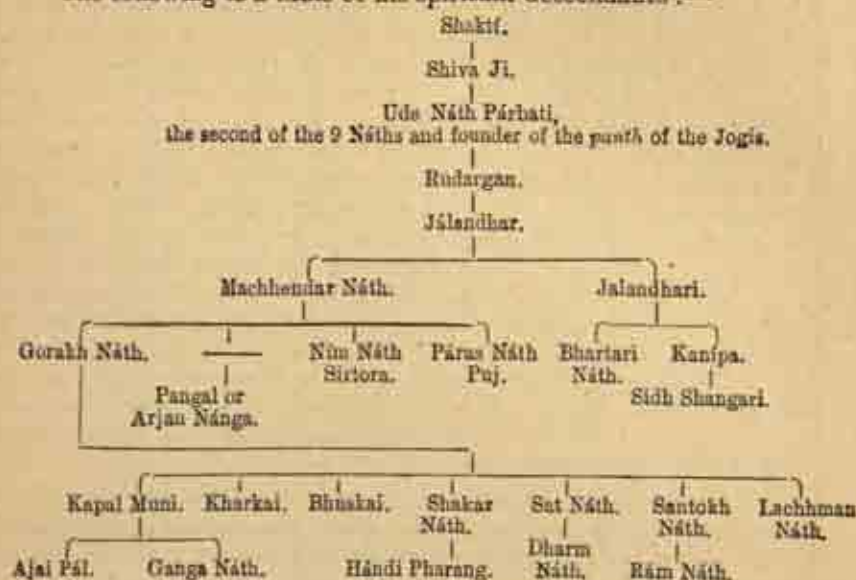 Shakti.
Shiva Ji.
Ude Náth Párbati,
the second of the 9 Náths and founder of the panth of the Jogis.
Rudargan.
Jálandhar.
Machhendar Náth. Jalandhari.
Gorakh Náth. Ním Náth Páras Náth Bhartari Kanípa.
Sirtora. Puj. Náth.
Pangal or Sidh Shangari.
Arjan Nánga.
Kapal Muni. Kharkai. Bhuskai. Shakar Sat Náth. Santokh Lachhman
Náth. Náth. Náth.
Dharm
Ajai Pál. Ganga Náth. Hándi Pharang. Náth. Rám Náth.